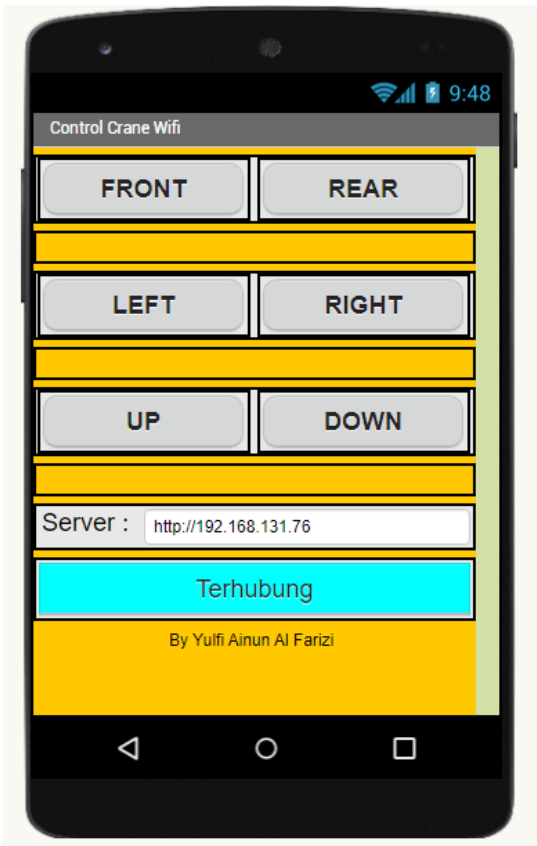 9:48
Control Crane Wifi
FRONT REAR
LEFT RIGHT
UP DOWN
Server : http://192.168.131.76
Terhubung
By Yulfi Ainun Al Farizi